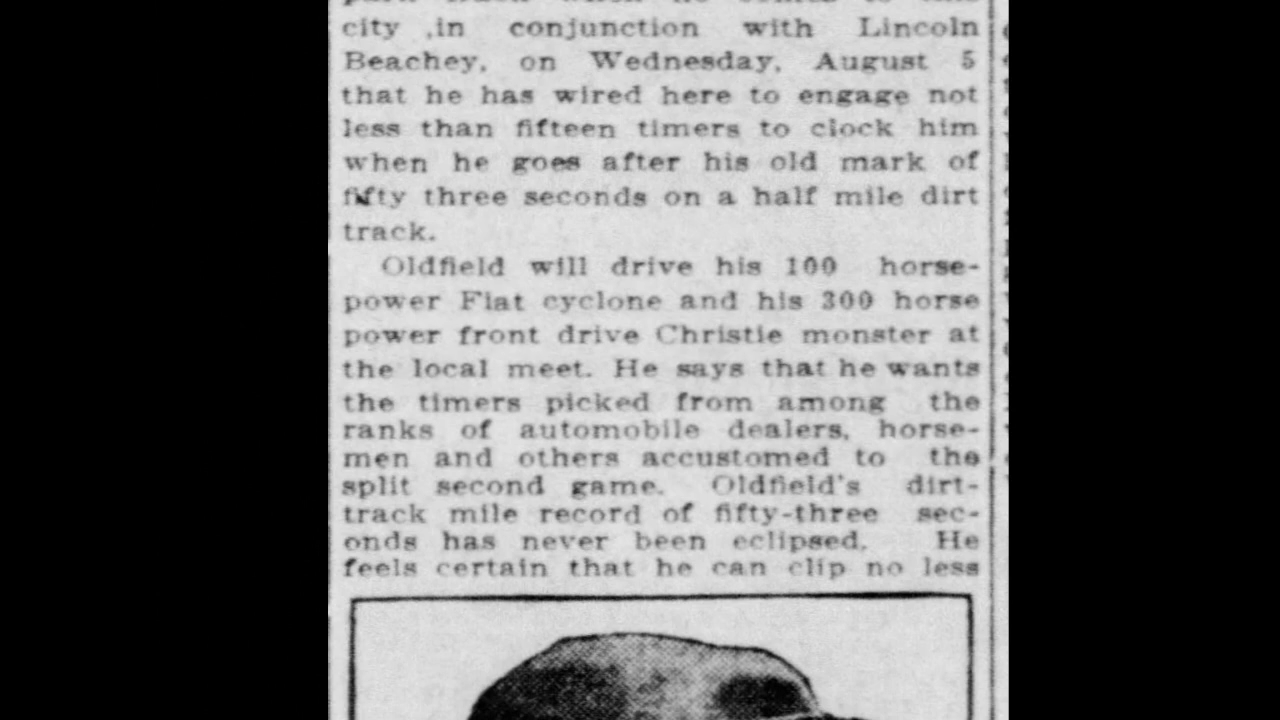 city ,in conjunction with Lincoln
Beachey, on Wednesday, August 5
that he has wired here to engage not
less than fifteen timers to clock him
when he goes after his old mark of
fifty three seconds on a half mile dirt
track.
Oldfield will drive his 100 horse-
power Fiat cyclone and his 300 horse
power front drive Christie monster at
the local meet. He says that he wants
the timers picked from among the
ranks of automobile dealers, horse-
men and others accustomed to the
split second game. Oldfield's dirt-
track mile record of fifty-three sec-
onds has never been eclipsed. He
feels certain that he can clip no less